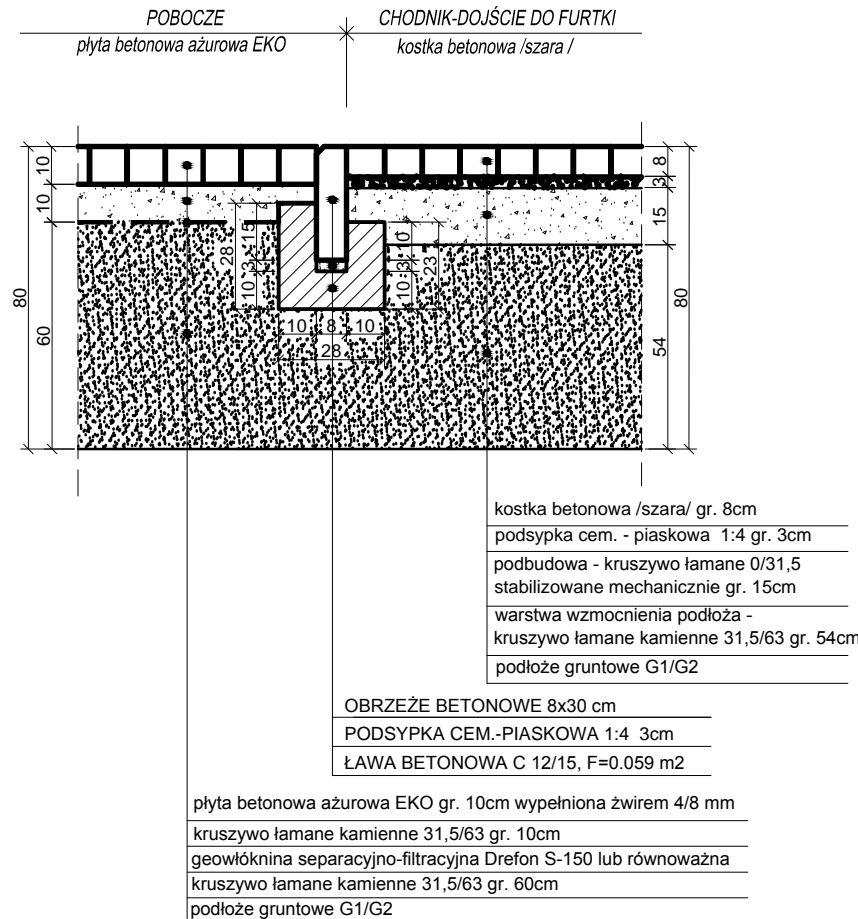 POBOCZE
płyta betonowa ażurowa EKO
CHODNIK-DOJŚCIE DO FURTKI
kostka betonowa /szara /
10
10
60
80
8
3
15
54
80
28
15
3
10
10
3
10
23
10
8
10
28
kostka betonowa /szara/ gr. 8cm
podsypka cem. - piaskowa 1:4 gr. 3cm
podbudowa - kruszywo łamane 0/31,5
stabilizowane mechanicznie gr. 15cm
warstwa wzmocnienia podłoża -
kruszywo łamane kamienne 31,5/63 gr. 54cm
podłoże gruntowe G1/G2
OBRZEŻE BETONOWE 8x30 cm
PODSYPKA CEM.-PIASKOWA 1:4 3cm
ŁAWA BETONOWA C 12/15, F=0.059 m2
płyta betonowa ażurowa EKO gr. 10cm wypełniona żwirem 4/8 mm
kruszywo łamane kamienne 31,5/63 gr. 10cm
geowłóknina separacyjno-filtracyjna Drefon S-150 lub równoważna
kruszywo łamane kamienne 31,5/63 gr. 60cm
podłoże gruntowe G1/G2